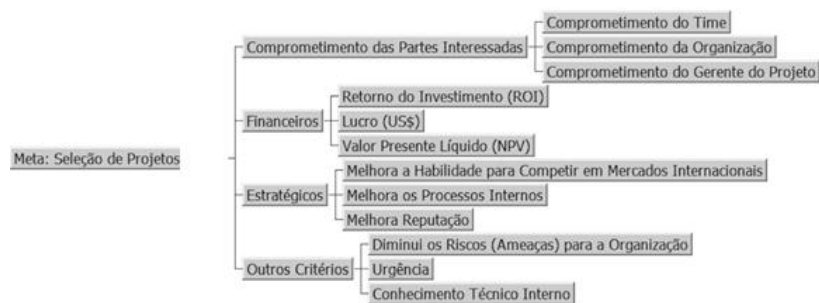 Comprometimento do Time
Comprometimento das Partes Interessadas
Comprometimento da Organização
Comprometimento do Gerente do Projeto
Retorno do Investimento (ROI)
Financeiros
Lucro (US$)
Valor Presente Líquido (NPV)
Meta: Seleção de Projetos
Melhora a Habilidade para Competir em Mercados Internacionais
Estratégicos
Melhora os Processos Internos
Melhora Reputação
Diminui os Riscos (Ameaças) para a Organização
Outros Critérios
Urgência
Conhecimento Técnico Interno